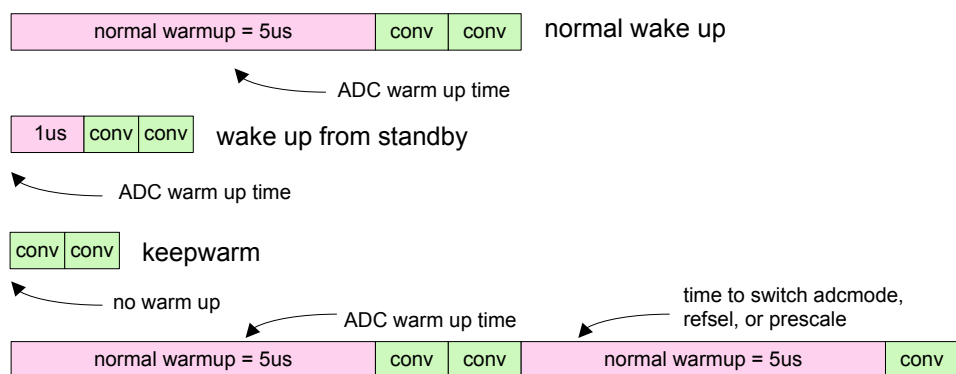 normal warmup = 5us conv conv normal wake up
ADC warm up time
1us conv conv wake up from standby
ADC warm up time
conv conv keepwarm
no warm up
ADC warm up time
time to switch adcmode,
refsel, or prescale
normal warmup = 5us conv conv normal warmup = 5us conv